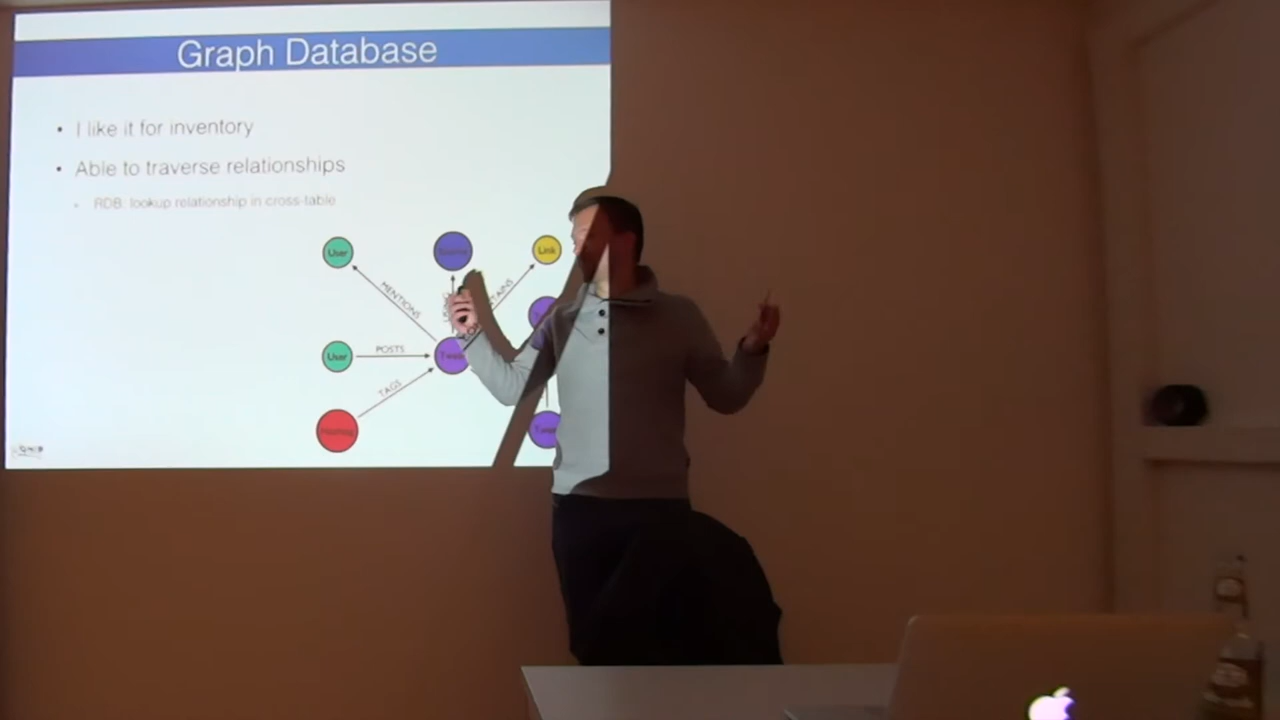 Graph Database
• I like it for inventory
• Able to traverse relationships
- RDB: lookup relationship in cross-table
User
Link
MENTIONS
User
POSTS
TAGS